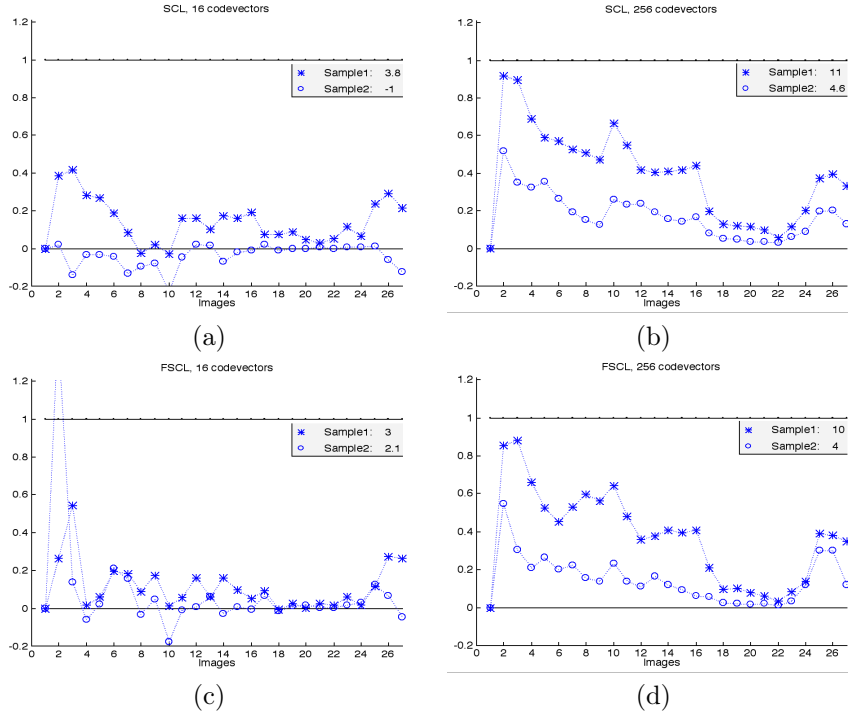 SCL, 16 codevectors
1.2
1
0.8
0.6
0.4
0.2
0
-0.2
Sample1: 3.8
Sample2: -1
0 2 4 6 8 10 12 14 16 18 20 22 24 26
Images
(a)
SCL, 256 codevectors
1.2
1
0.8
0.6
0.4
0.2
0
-0.2
Sample1: 11
Sample2: 4.6
0 2 4 6 8 10 12 14 16 18 20 22 24 26
Images
(b)
FSCL, 16 codevectors
1.2
1
0.8
0.6
0.4
0.2
0
-0.2
Sample1: 3
Sample2: 2.1
0 2 4 6 8 10 12 14 16 18 20 22 24 26
Images
(c)
FSCL, 256 codevectors
1.2
1
0.8
0.6
0.4
0.2
0
-0.2
Sample1: 10
Sample2: 4
0 2 4 6 8 10 12 14 16 18 20 22 24 26
Images
(d)